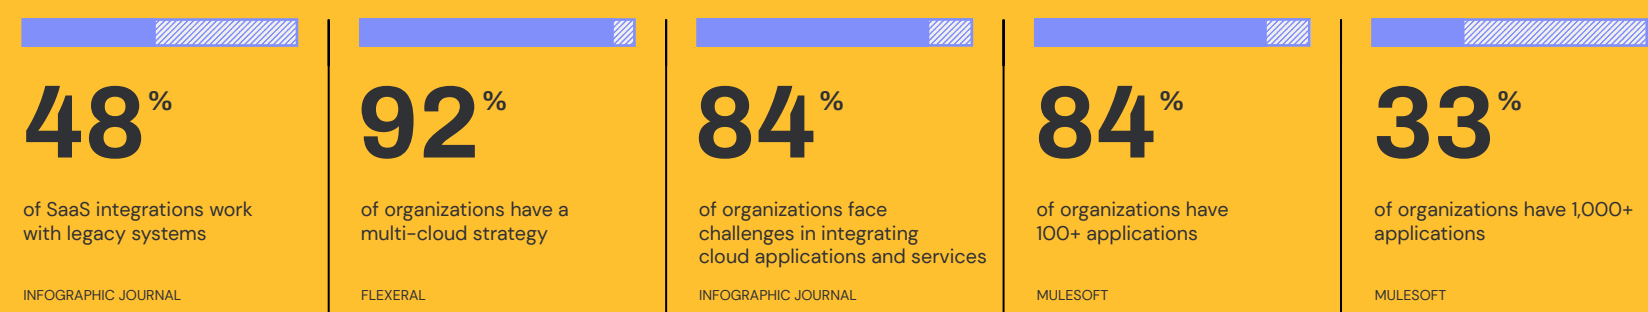 48%
of SaaS integrations work
with legacy systems
INFOGRAPHIC JOURNAL
92%
of organizations have a
multi-cloud strategy
FLEXERAL
84%
of organizations face
challenges in integrating
cloud applications and services
INFOGRAPHIC JOURNAL
84%
of organizations have
100+ applications
MULESOFT
33%
of organizations have 1,000+
applications
MULESOFT